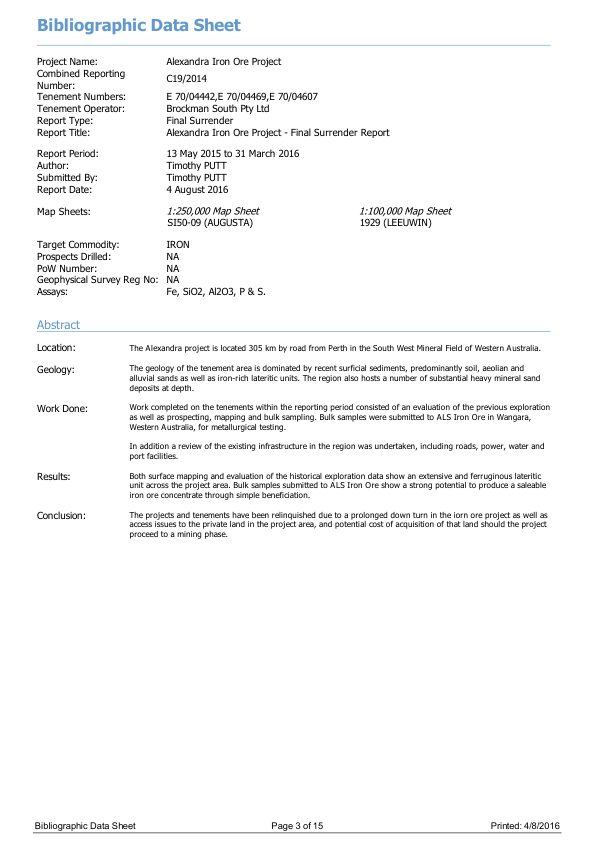 Bibliographic Data Sheet
Project Name: Alexandra Iron Ore Project
Combined Reporting
Number: C19/2014
Tenement Numbers: E 70/04442,E 70/04469,E 70/04607
Tenement Operator: Brockman South Pty Ltd
Report Type: Final Surrender
Report Title: Alexandra Iron Ore Project - Final Surrender Report
Report Period: 13 May 2015 to 31 March 2016
Author: Timothy PUTT
Submitted By: Timothy PUTT
Report Date: 4 August 2016
Map Sheets: 1:250,000 Map Sheet 1:100,000 Map Sheet
SI50-09 (AUGUSTA) 1929 (LEEUWIN)
Target Commodity: IRON
Prospects Drilled: NA
PoW Number: NA
Geophysical Survey Reg No: NA
Assays: Fe, SiO2, Al2O3, P & S.
Abstract
Location: The Alexandra project is located 305 km by road from Perth in the South West Mineral Field of Western Australia.
Geology: The geology of the tenement area is dominated by recent surficial sediments, predominantly soil, aeolian and
alluvial sands as well as iron-rich lateritic units. The region also hosts a number of substantial heavy mineral sand
deposits at depth.
Work Done: Work completed on the tenements within the reporting period consisted of an evaluation of the previous exploration
as well as prospecting, mapping and bulk sampling. Bulk samples were submitted to ALS Iron Ore in Wangara,
Western Australia, for metallurgical testing.
In addition a review of the existing infrastructure in the region was undertaken, including roads, power, water and
port facilities.
Results: Both surface mapping and evaluation of the historical exploration data show an extensive and ferruginous lateritic
unit across the project area. Bulk samples submitted to ALS Iron Ore show a strong potential to produce a saleable
iron ore concentrate through simple beneficiation.
Conclusion: The projects and tenements have been relinquished due to a prolonged down turn in the iorn ore project as well as
access issues to the private land in the project area, and potential cost of acquisition of that land should the project
proceed to a mining phase.
Bibliographic Data Sheet Page 3 of 15 Printed: 4/8/2016